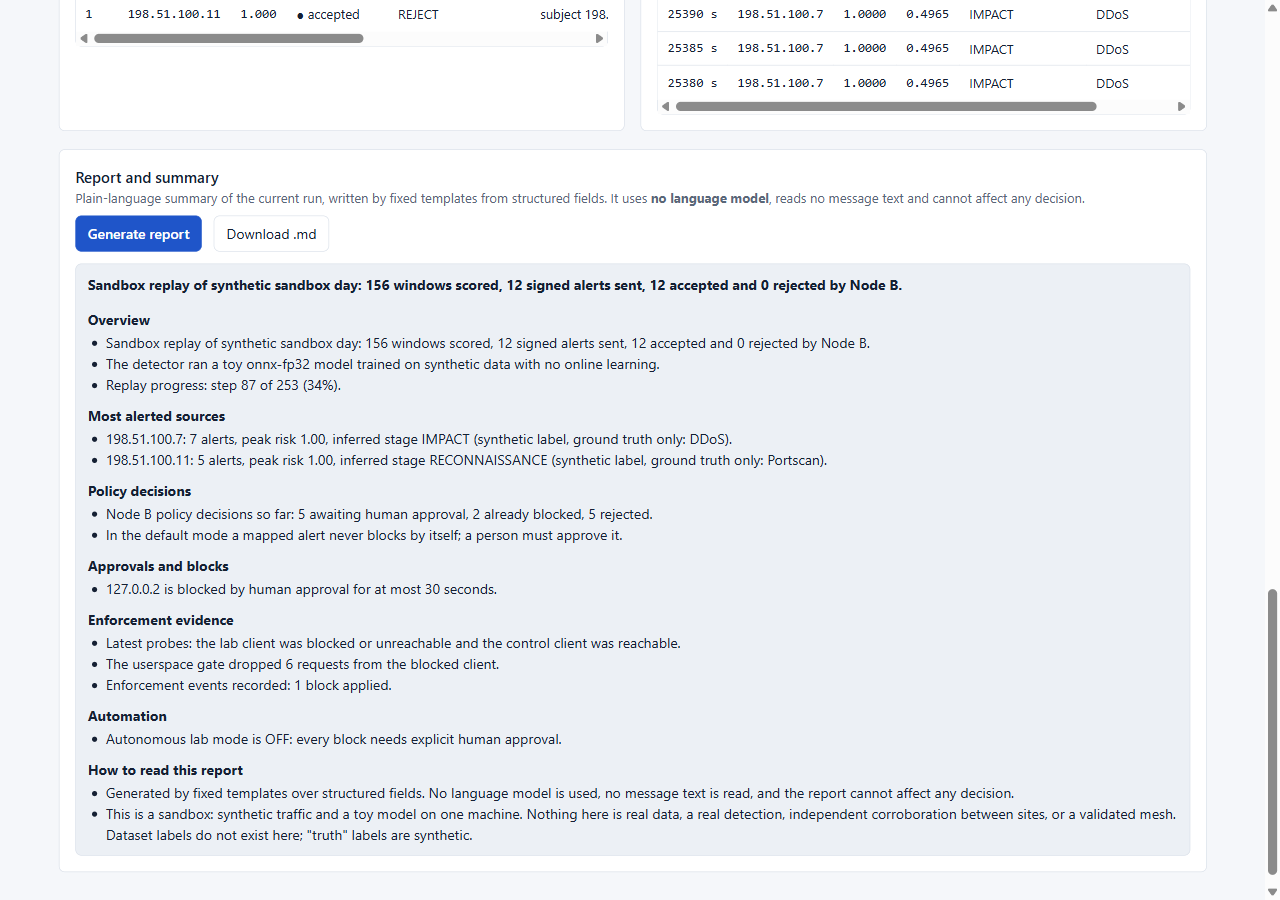 1 198.51.100.11 1.000 ● accepted REJECT subject 198.
25390 s 198.51.100.7 1.0000 0.4965 IMPACT DDoS
25385 s 198.51.100.7 1.0000 0.4965 IMPACT DDoS
25380 s 198.51.100.7 1.0000 0.4965 IMPACT DDoS
Report and summary
Plain-language summary of the current run, written by fixed templates from structured fields. It uses no language model, reads no message text and cannot affect any decision.
Generate report
Download .md
Sandbox replay of synthetic sandbox day: 156 windows scored, 12 signed alerts sent, 12 accepted and 0 rejected by Node B.
Overview
• Sandbox replay of synthetic sandbox day: 156 windows scored, 12 signed alerts sent, 12 accepted and 0 rejected by Node B.
• The detector ran a toy onnx-fp32 model trained on synthetic data with no online learning.
• Replay progress: step 87 of 253 (34%).
Most alerted sources
• 198.51.100.7: 7 alerts, peak risk 1.00, inferred stage IMPACT (synthetic label, ground truth only: DDoS).
• 198.51.100.11: 5 alerts, peak risk 1.00, inferred stage RECONNAISSANCE (synthetic label, ground truth only: Portscan).
Policy decisions
• Node B policy decisions so far: 5 awaiting human approval, 2 already blocked, 5 rejected.
• In the default mode a mapped alert never blocks by itself; a person must approve it.
Approvals and blocks
• 127.0.0.2 is blocked by human approval for at most 30 seconds.
Enforcement evidence
• Latest probes: the lab client was blocked or unreachable and the control client was reachable.
• The userspace gate dropped 6 requests from the blocked client.
• Enforcement events recorded: 1 block applied.
Automation
• Autonomous lab mode is OFF: every block needs explicit human approval.
How to read this report
• Generated by fixed templates over structured fields. No language model is used, no message text is read, and the report cannot affect any decision.
• This is a sandbox: synthetic traffic and a toy model on one machine. Nothing here is real data, a real detection, independent corroboration between sites, or a validated mesh.
Dataset labels do not exist here; "truth" labels are synthetic.